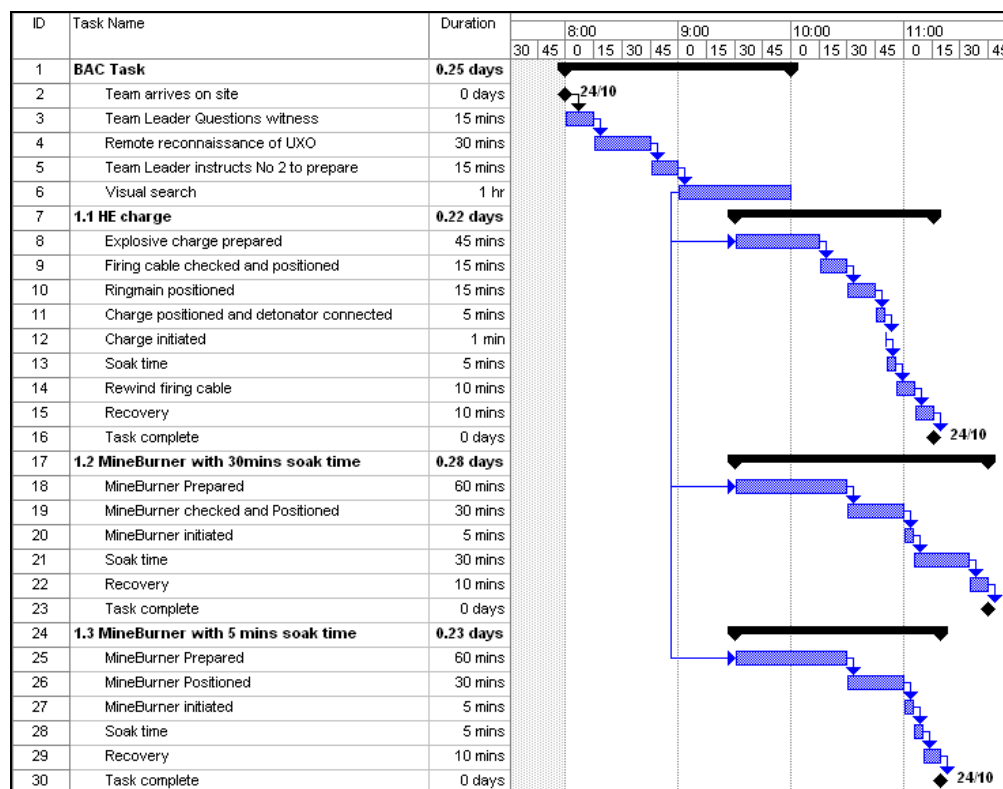 ID Task Name Duration 8:00 9:00 10:00 11:00
30 45 0 15 30 45 0 15 30 45 0 15 30 45 0 15 30 45
1 BAC Task 0.25 days
2 Team arrives on site 0 days 24/10
3 Team Leader Questions witness 15 mins
4 Remote reconnaissance of UXO 30 mins
5 Team Leader instructs No 2 to prepare 15 mins
6 Visual search 1 hr
7 1.1 HE charge 0.22 days
8 Explosive charge prepared 45 mins
9 Firing cable checked and positioned 15 mins
10 Ringmain positioned 15 mins
11 Charge positioned and detonator connected 5 mins
12 Charge initiated 1 min
13 Soak time 5 mins
14 Rewind firing cable 10 mins
15 Recovery 10 mins
16 Task complete 0 days 24/10
17 1.2 MineBurner with 30mins soak time 0.28 days
18 MineBurner Prepared 60 mins
19 MineBurner checked and Positioned 30 mins
20 MineBurner initiated 5 mins
21 Soak time 30 mins
22 Recovery 10 mins
23 Task complete 0 days
24 1.3 MineBurner with 5 mins soak time 0.23 days
25 MineBurner Prepared 60 mins
26 MineBurner Positioned 30 mins
27 MineBurner initiated 5 mins
28 Soak time 5 mins
29 Recovery 10 mins
30 Task complete 0 days 24/10